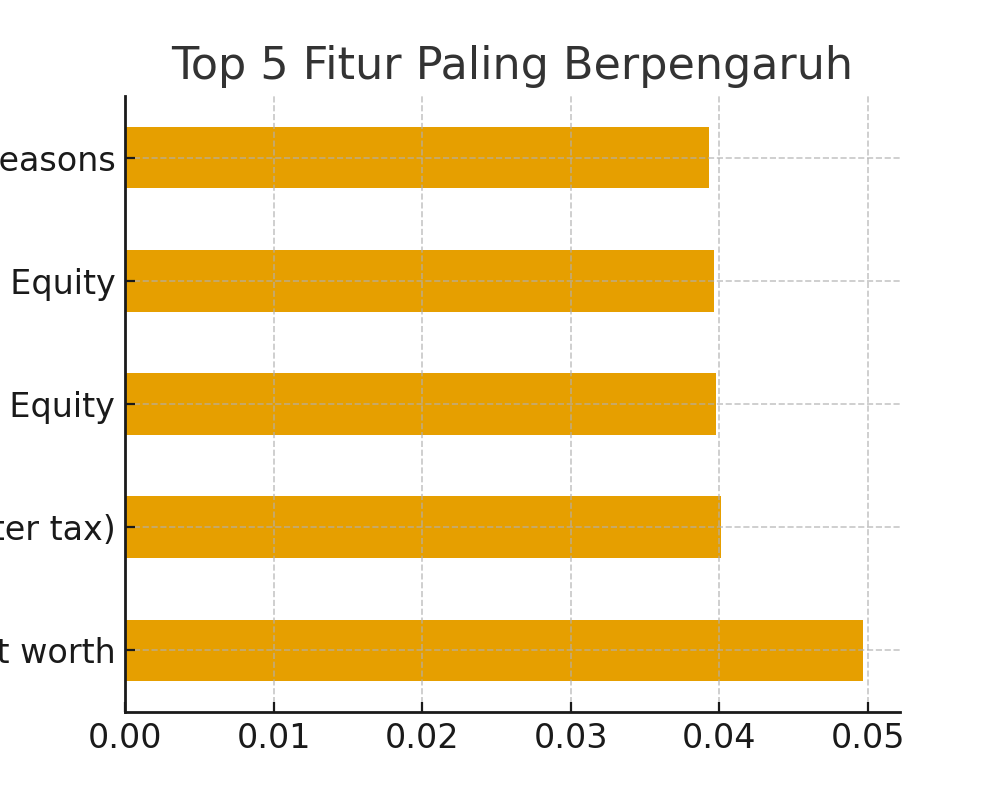 Top 5 Fitur Paling Berpengaruh
easons
Equity
Equity
ter tax)
t worth
0.00 0.01 0.02 0.03 0.04 0.05